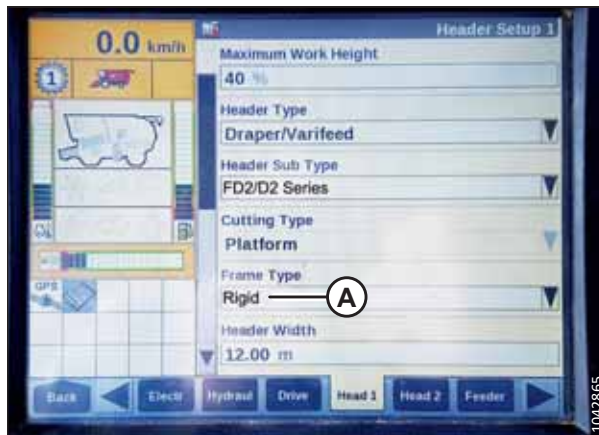 0.0 km/h
Header Setup 1
Maximum Work Height
40 %
1
Header Type
Draper/Varifeed
Header Sub Type
FD2/D2 Series
Cutting Type
Platform
Frame Type
Rigid
A
GPS
Header Width
12.00 m
Back
Electr
Hydraul
Drive
Head 1
Head 2
Feeder
1042865